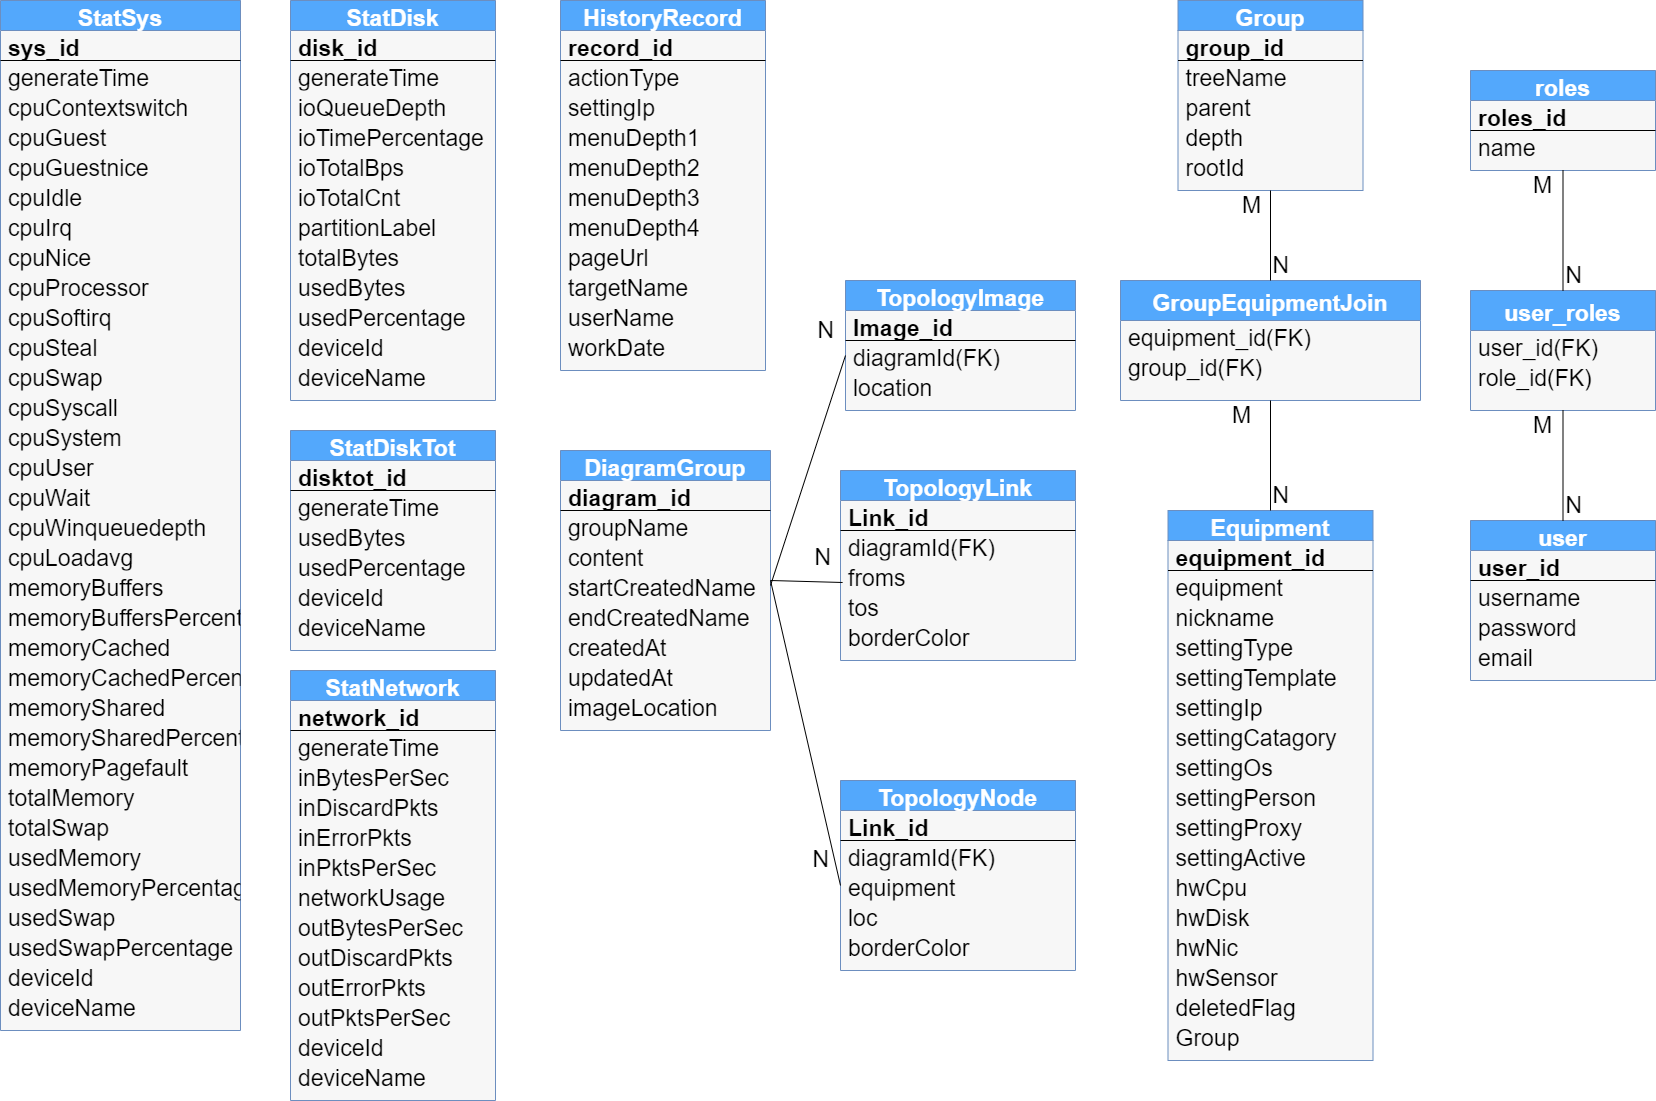 StatSys
sys_id
generateTime
cpuContextswitch
cpuGuest
cpuGuestnice
cpuIdle
cpuIrq
cpuNice
cpuProcessor
cpuSoftirq
cpuSteal
cpuSwap
cpuSyscall
cpuSystem
cpuUser
cpuWait
cpuWinqueuedepth
cpuLoadavg
memoryBuffers
memoryBuffersPercent
memoryCached
memoryCachedPercen
memoryShared
memorySharedPercent
memoryPagefault
totalMemory
totalSwap
usedMemory
usedMemoryPercentag
usedSwap
usedSwapPercentage
deviceId
deviceName
StatDisk
disk_id
generateTime
ioQueueDepth
ioTimePercentage
ioTotalBps
ioTotalCnt
partitionLabel
totalBytes
usedBytes
usedPercentage
deviceId
deviceName
StatDiskTot
disktot_id
generateTime
usedBytes
usedPercentage
deviceId
deviceName
StatNetwork
network_id
generateTime
inBytesPerSec
inDiscardPkts
inErrorPkts
inPktsPerSec
networkUsage
outBytesPerSec
outDiscardPkts
outErrorPkts
outPktsPerSec
deviceId
deviceName
HistoryRecord
record_id
actionType
settingIp
menuDepth1
menuDepth2
menuDepth3
menuDepth4
pageUrl
targetName
userName
workDate
DiagramGroup
diagram_id
groupName
content
startCreatedName
endCreatedName
createdAt
updatedAt
imageLocation
N
N
N
TopologyImage
Image_id
diagramId(FK)
location
TopologyLink
Link_id
diagramId(FK)
froms
tos
borderColor
TopologyNode
Link_id
diagramId(FK)
equipment
loc
borderColor
Group
group_id
treeName
parent
depth
rootId
M
N
GroupEquipmentJoin
equipment_id(FK)
group_id(FK)
M
N
Equipment
equipment_id
equipment
nickname
settingType
settingTemplate
settingIp
settingCatagory
settingOs
settingPerson
settingProxy
settingActive
hwCpu
hwDisk
hwNic
hwSensor
deletedFlag
Group
roles
roles_id
name
M
N
user_roles
user_id(FK)
role_id(FK)
M
N
user
user_id
username
password
email